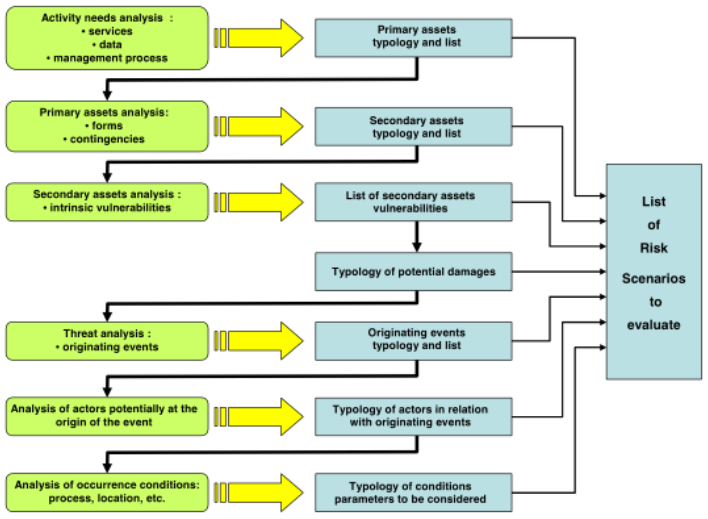 Activity needs analysis :
• services
• data
• management process
Primary assets
typology and list
Primary assets analysis:
• forms
• contingencies
Secondary assets
typology and list
Secondary assets analysis :
• intrinsic vulnerabilities
List of secondary assets
vulnerabilities
Typology of potential damages
Threat analysis :
• originating events
Originating events
typology and list
Analysis of actors potentially at the
origin of the event
Typology of actors in relation
with originating events
Analysis of occurrence conditions:
process, location, etc.
Typology of conditions
parameters to be considered
List
of
Risk
Scenarios
to
evaluate